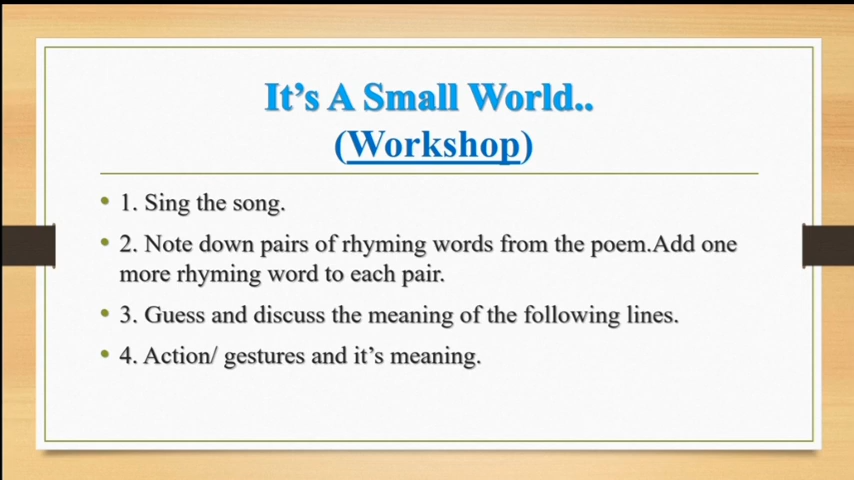 It's A Small World..
(Workshop)
• 1. Sing the song.
• 2. Note down pairs of rhyming words from the poem.Add one
more rhyming word to each pair.
• 3. Guess and discuss the meaning of the following lines.
• 4. Action/ gestures and it's meaning.